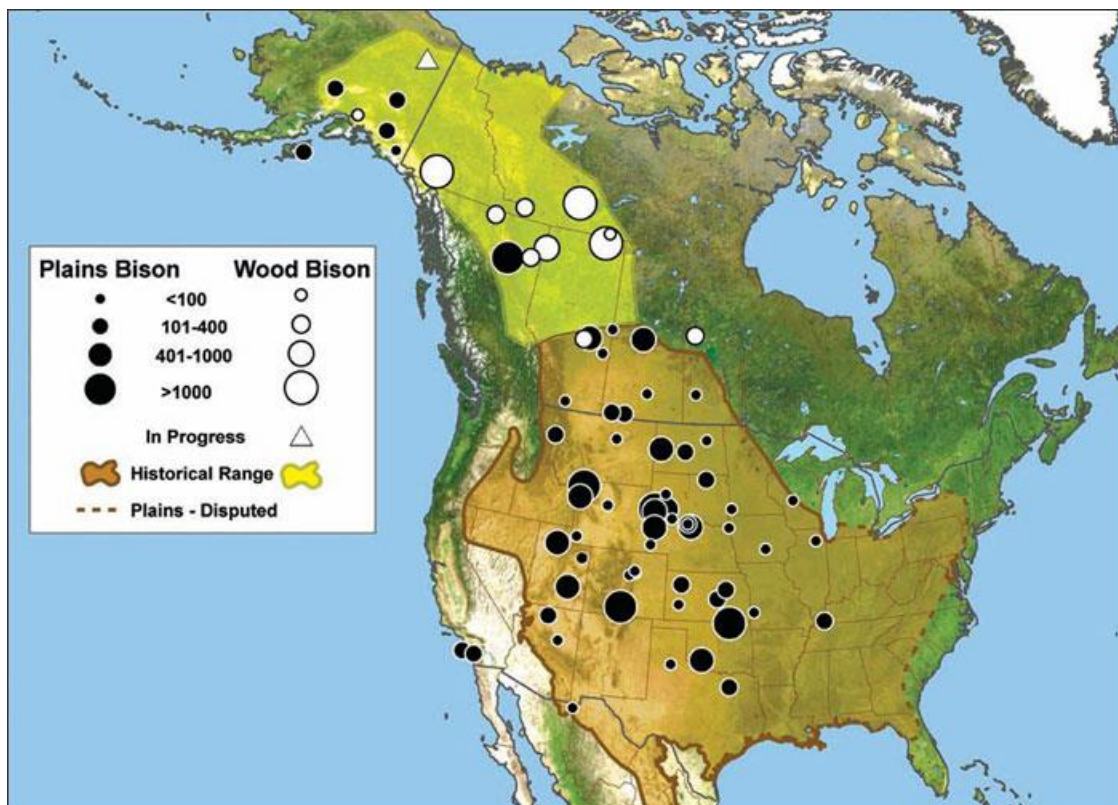 Plains Bison Wood Bison
<100
101-400
401-1000
>1000
In Progress
Historical Range
Plains - Disputed